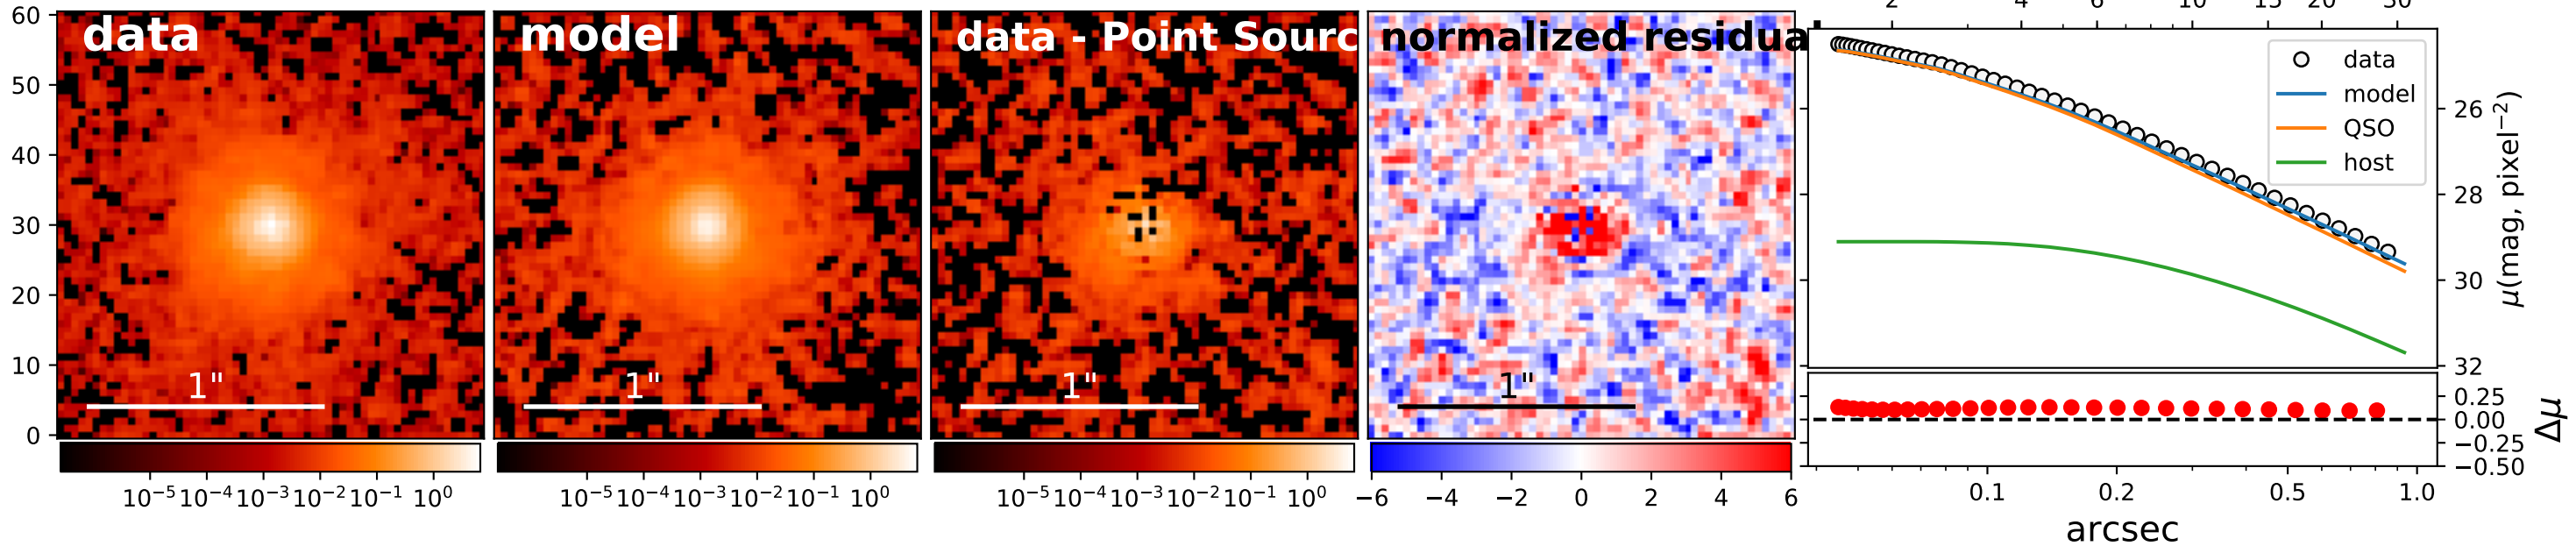 data
model
data - Point Sourc
normalized residua
60
50
40
30
20
10
0
1"
1"
1"
1"
10⁻⁵ 10⁻⁴ 10⁻³ 10⁻² 10⁻¹ 10⁰
10⁻⁵ 10⁻⁴ 10⁻³ 10⁻² 10⁻¹ 10⁰
10⁻⁵ 10⁻⁴ 10⁻³ 10⁻² 10⁻¹ 10⁰
−6 −4 −2 0 2 4 6
2 4 6 10 15 20 30
data
model
QSO
host
26
28
30
32
μ(mag, pixel⁻²)
0.25
0.00
−0.25
−0.50
Δμ
0.1 0.2 0.5 1.0
arcsec